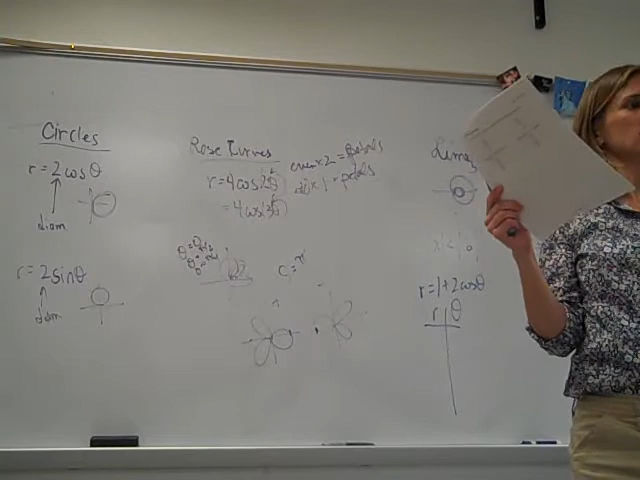 Circles
r = 2 cos θ
diam
r = 2 sin θ
diam
Rose Curves
r = 4 cos 2θ
= 4 cos 3θ
even x 2 = petals
odd x 1 = petals
r = 1 + 2 cos θ
r θ